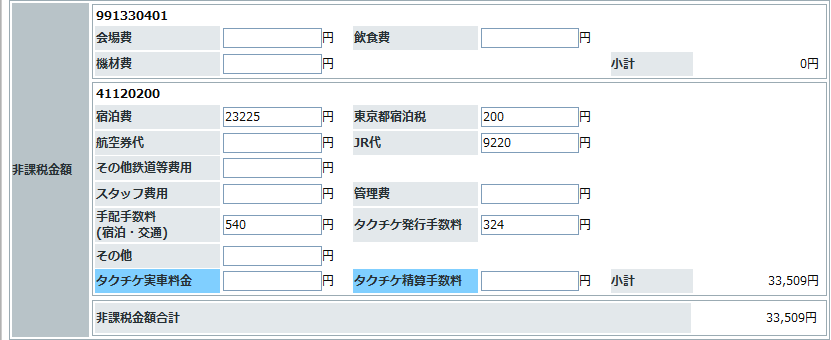 非課税金額
991330401
会場費 円 飲食費 円
機材費 円 小計 0円
41120200
宿泊費 23225 円 東京都宿泊税 200 円
航空券代 円 JR代 9220 円
その他鉄道等費用 円
スタッフ費用 円 管理費 円
手配手数料
(宿泊・交通) 540 円 タクチケ発行手数料 324 円
その他 円
タクチケ実車料金 円 タクチケ精算手数料 円 小計 33,509円
非課税金額合計 33,509円